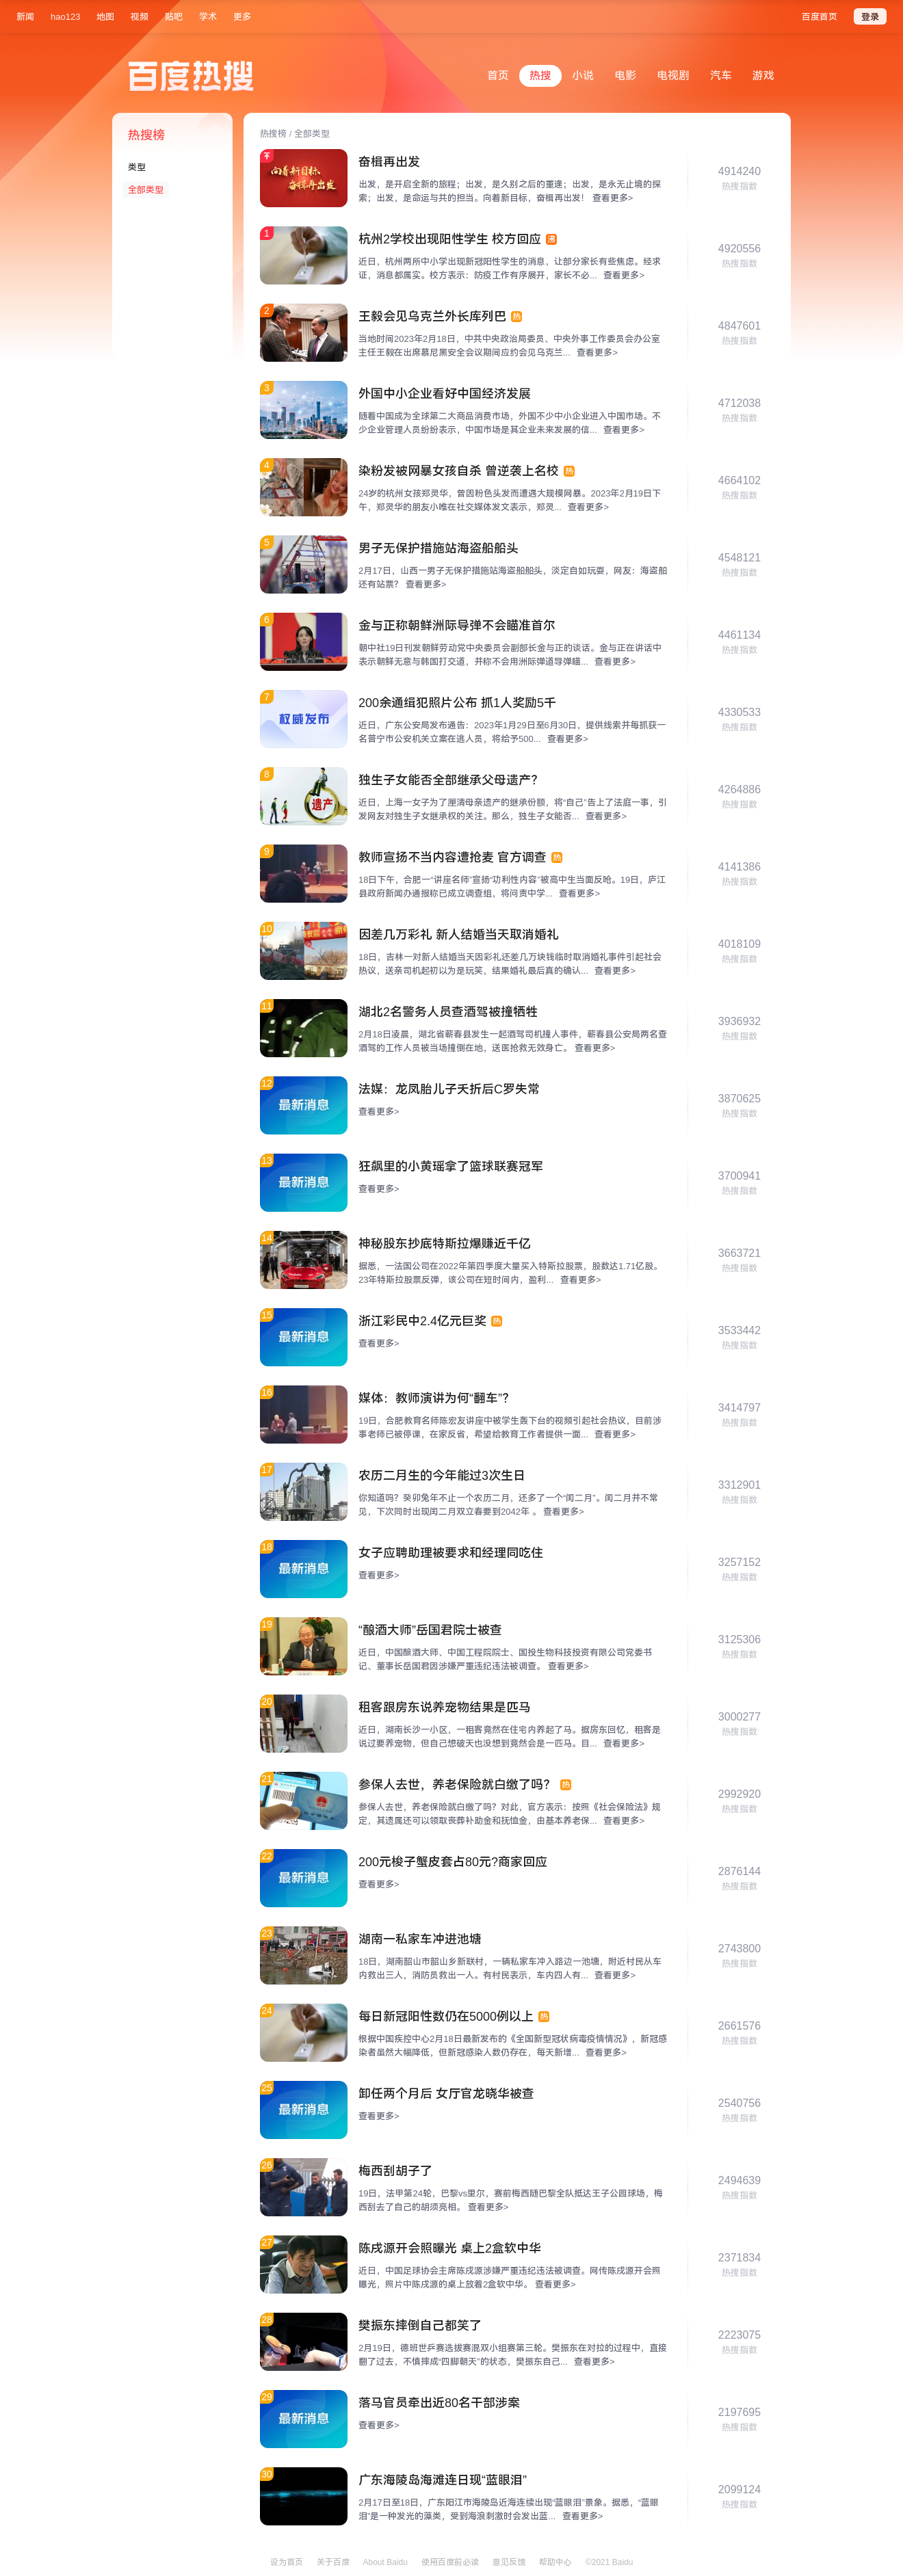 新闻 hao123 地图 视频 贴吧 学术 更多 百度首页 登录
百度热搜 首页 热搜 小说 电影 电视剧 汽车 游戏
热搜榜
类型
全部类型
热搜榜 / 全部类型
向着新目标,
奋楫再出发
奋楫再出发
出发，是开启全新的旅程；出发，是久别之后的重逢；出发，是永无止境的探
索；出发，是命运与共的担当。向着新目标，奋楫再出发！ 查看更多>
4914240
热搜指数
1
杭州2学校出现阳性学生 校方回应 沸
近日，杭州两所中小学出现新冠阳性学生的消息，让部分家长有些焦虑。经求
证，消息都属实。校方表示：防疫工作有序展开，家长不必... 查看更多>
4920556
热搜指数
2
王毅会见乌克兰外长库列巴 热
当地时间2023年2月18日，中共中央政治局委员、中央外事工作委员会办公室
主任王毅在出席慕尼黑安全会议期间应约会见乌克兰... 查看更多>
4847601
热搜指数
3
外国中小企业看好中国经济发展
随着中国成为全球第二大商品消费市场，外国不少中小企业进入中国市场。不
少企业管理人员纷纷表示，中国市场是其企业未来发展的信... 查看更多>
4712038
热搜指数
4
染粉发被网暴女孩自杀 曾逆袭上名校 热
24岁的杭州女孩郑灵华，曾因粉色头发而遭遇大规模网暴。2023年2月19日下
午，郑灵华的朋友小唯在社交媒体发文表示，郑灵... 查看更多>
4664102
热搜指数
5
男子无保护措施站海盗船船头
2月17日，山西一男子无保护措施站海盗船船头，淡定自如玩耍，网友：海盗船
还有站票？ 查看更多>
4548121
热搜指数
6
金与正称朝鲜洲际导弹不会瞄准首尔
朝中社19日刊发朝鲜劳动党中央委员会副部长金与正的谈话。金与正在讲话中
表示朝鲜无意与韩国打交道，并称不会用洲际弹道导弹瞄... 查看更多>
4461134
热搜指数
7
权威发布
200余通缉犯照片公布 抓1人奖励5千
近日，广东公安局发布通告：2023年1月29日至6月30日，提供线索并每抓获一
名普宁市公安机关立案在逃人员，将给予500... 查看更多>
4330533
热搜指数
8
遗产
独生子女能否全部继承父母遗产？
近日，上海一女子为了厘清母亲遗产的继承份额，将“自己”告上了法庭一事，引
发网友对独生子女继承权的关注。那么，独生子女能否... 查看更多>
4264886
热搜指数
9
教师宣扬不当内容遭抢麦 官方调查 热
18日下午，合肥一“讲座名师”宣扬“功利性内容”被高中生当面反呛。19日，庐江
县政府新闻办通报称已成立调查组，将问责中学... 查看更多>
4141386
热搜指数
10
因差几万彩礼 新人结婚当天取消婚礼
18日，吉林一对新人结婚当天因彩礼还差几万块钱临时取消婚礼事件引起社会
热议，送亲司机起初以为是玩笑，结果婚礼最后真的确认... 查看更多>
4018109
热搜指数
11
湖北2名警务人员查酒驾被撞牺牲
2月18日凌晨，湖北省蕲春县发生一起酒驾司机撞人事件，蕲春县公安局两名查
酒驾的工作人员被当场撞倒在地，送医抢救无效身亡。 查看更多>
3936932
热搜指数
12
最新消息
法媒：龙凤胎儿子夭折后C罗失常
查看更多>
3870625
热搜指数
13
最新消息
狂飙里的小黄瑶拿了篮球联赛冠军
查看更多>
3700941
热搜指数
14
神秘股东抄底特斯拉爆赚近千亿
据悉，一法国公司在2022年第四季度大量买入特斯拉股票，股数达1.71亿股。
23年特斯拉股票反弹，该公司在短时间内，盈利... 查看更多>
3663721
热搜指数
15
最新消息
浙江彩民中2.4亿元巨奖 热
查看更多>
3533442
热搜指数
16
媒体：教师演讲为何“翻车”？
19日，合肥教育名师陈宏友讲座中被学生轰下台的视频引起社会热议，目前涉
事老师已被停课，在家反省，希望给教育工作者提供一面... 查看更多>
3414797
热搜指数
17
农历二月生的今年能过3次生日
你知道吗？癸卯兔年不止一个农历二月，还多了一个“闰二月”。闰二月并不常
见，下次同时出现闰二月双立春要到2042年 。 查看更多>
3312901
热搜指数
18
最新消息
女子应聘助理被要求和经理同吃住
查看更多>
3257152
热搜指数
19
“酿酒大师”岳国君院士被查
近日，中国酿酒大师、中国工程院院士、国投生物科技投资有限公司党委书
记、董事长岳国君因涉嫌严重违纪违法被调查。 查看更多>
3125306
热搜指数
20
租客跟房东说养宠物结果是匹马
近日，湖南长沙一小区，一租客竟然在住宅内养起了马。据房东回忆，租客是
说过要养宠物，但自己想破天也没想到竟然会是一匹马。目... 查看更多>
3000277
热搜指数
21
参保人去世，养老保险就白缴了吗？ 热
参保人去世，养老保险就白缴了吗？对此，官方表示：按照《社会保险法》规
定，其遗属还可以领取丧葬补助金和抚恤金，由基本养老保... 查看更多>
2992920
热搜指数
22
最新消息
200元梭子蟹皮套占80元?商家回应
查看更多>
2876144
热搜指数
23
湖南一私家车冲进池塘
18日，湖南韶山市韶山乡新联村，一辆私家车冲入路边一池塘，附近村民从车
内救出三人，消防员救出一人。有村民表示，车内四人有... 查看更多>
2743800
热搜指数
24
每日新冠阳性数仍在5000例以上 热
根据中国疾控中心2月18日最新发布的《全国新型冠状病毒疫情情况》，新冠感
染者虽然大幅降低，但新冠感染人数仍存在，每天新增... 查看更多>
2661576
热搜指数
25
最新消息
卸任两个月后 女厅官龙晓华被查
查看更多>
2540756
热搜指数
26
梅西刮胡子了
19日，法甲第24轮，巴黎vs里尔，赛前梅西随巴黎全队抵达王子公园球场，梅
西刮去了自己的胡须亮相。 查看更多>
2494639
热搜指数
27
陈戌源开会照曝光 桌上2盒软中华
近日，中国足球协会主席陈戌源涉嫌严重违纪违法被调查。网传陈戌源开会照
曝光，照片中陈戌源的桌上放着2盒软中华。 查看更多>
2371834
热搜指数
28
樊振东摔倒自己都笑了
2月19日，德班世乒赛选拔赛混双小组赛第三轮。樊振东在对拉的过程中，直接
翻了过去，不慎摔成“四脚朝天”的状态，樊振东自己... 查看更多>
2223075
热搜指数
29
最新消息
落马官员牵出近80名干部涉案
查看更多>
2197695
热搜指数
30
广东海陵岛海滩连日现“蓝眼泪”
2月17日至18日，广东阳江市海陵岛近海连续出现“蓝眼泪”景象。据悉，“蓝眼
泪”是一种发光的藻类，受到海浪刺激时会发出蓝... 查看更多>
2099124
热搜指数
设为首页 关于百度 About Baidu 使用百度前必读 意见反馈 帮助中心 ©2021 Baidu